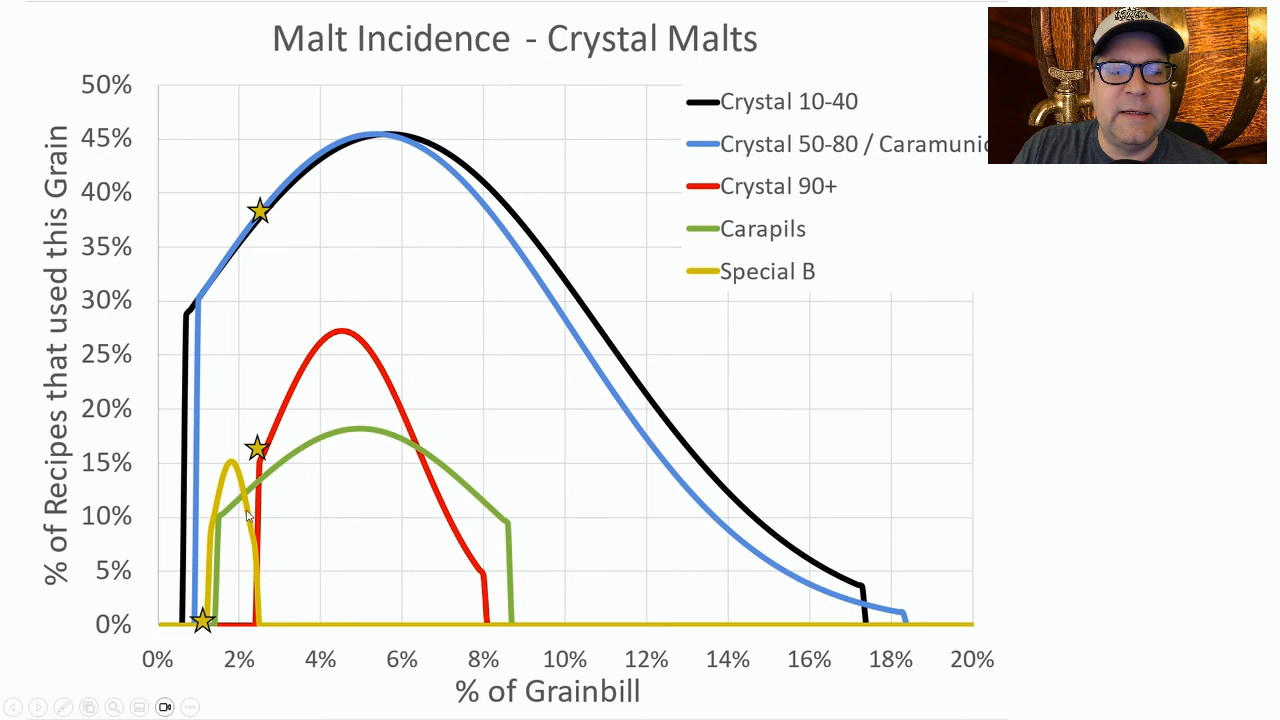 Malt Incidence - Crystal Malts
50%
45%
40%
35%
30%
25%
20%
15%
10%
5%
0%
% of Recipes that used this Grain
Crystal 10-40
Crystal 50-80 / Caramunic
Crystal 90+
Carapils
Special B
0% 2% 4% 6% 8% 10% 12% 14% 16% 18% 20%
% of Grainbill